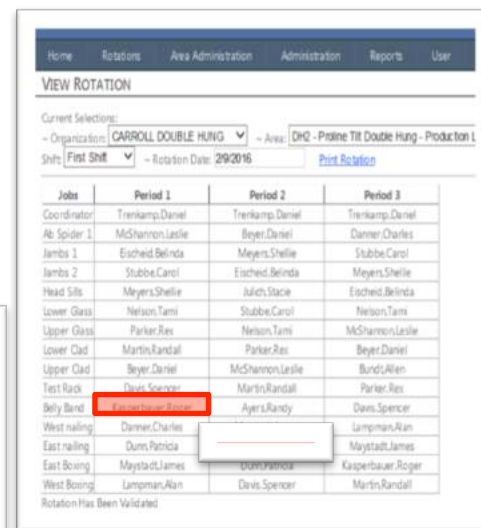 Home Rotations Area Administration Administration Reports User
VIEW ROTATION
Current Selections:
~ Organization: CARROLL DOUBLE HUNG ~ Area: DH2 - Proline Tilt Double Hung - Production L
Shift: First Shift ~ Rotation Date: 2/9/2016 Print Rotation
Jobs Period 1 Period 2 Period 3
Coordinator Trenkamp,Daniel Trenkamp,Daniel Trenkamp,Daniel
Ab Spider 1 McShannon,Leslie Beyer,Daniel Danner,Charles
Jambs 1 Eischeid,Belinda Meyers,Shellie Stubbe,Carol
Jambs 2 Stubbe,Carol Eischeid,Belinda Meyers,Shellie
Head Sills Meyers,Shellie Julich,Stacie Eischeid,Belinda
Lower Glass Nelson,Tami Stubbe,Carol Nelson,Tami
Upper Glass Parker,Rex Nelson,Tami McShannon,Leslie
Lower Clad Martin,Randall Parker,Rex Beyer,Daniel
Upper Clad Beyer,Daniel McShannon,Leslie Bundt,Allen
Test Rack Davis,Spencer Martin,Randall Parker,Rex
Belly Band Kasperbauer,Roger Ayers,Randy Davis,Spencer
West nailing Danner,Charles Lampman,Alan
East nailing Dunn,Patricia Maystadt,James
East Boxing Maystadt,James Dunn,Patricia Kasperbauer,Roger
West Boxing Lampman,Alan Davis,Spencer Martin,Randall
Rotation Has Been Validated